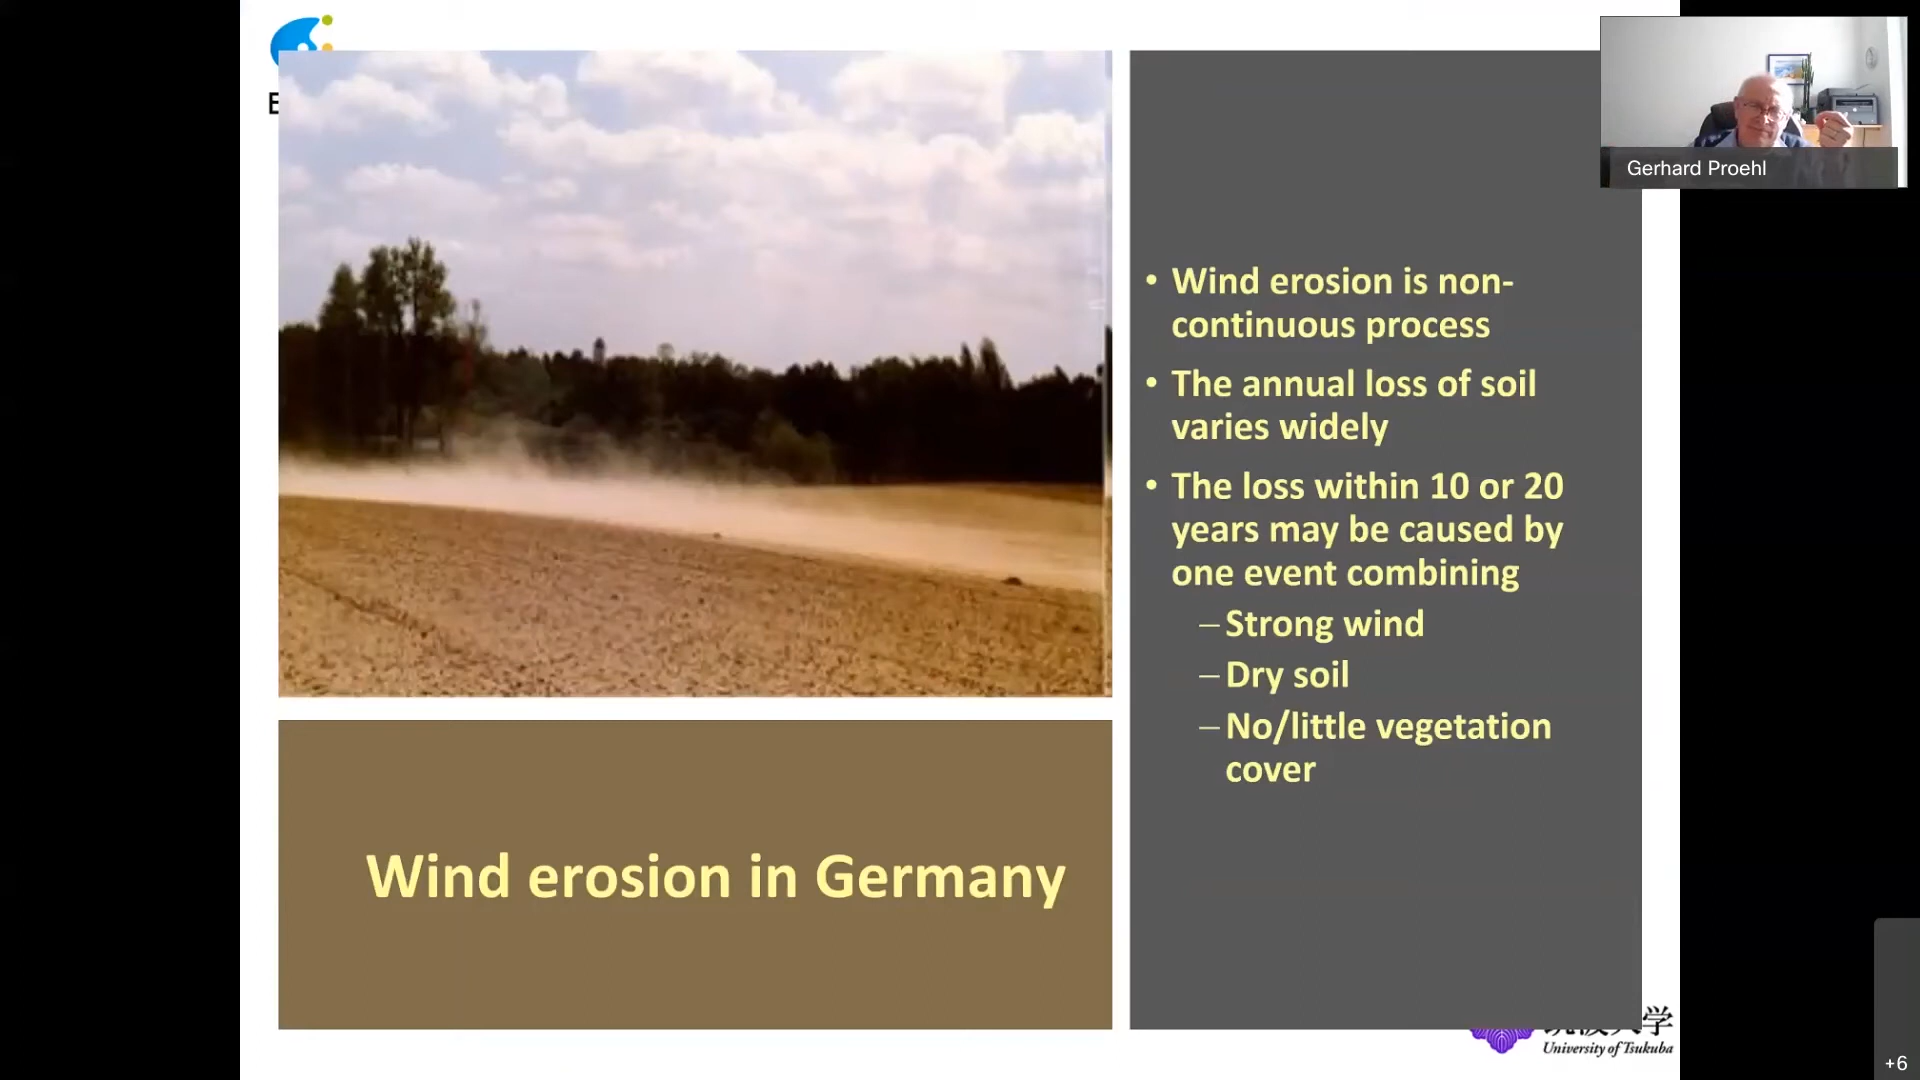 E
Gerhard Proehl
• Wind erosion is non-
continuous process
• The annual loss of soil
varies widely
• The loss within 10 or 20
years may be caused by
one event combining
– Strong wind
– Dry soil
– No/little vegetation
cover
Wind erosion in Germany
大学
University of Tsukuba
+6